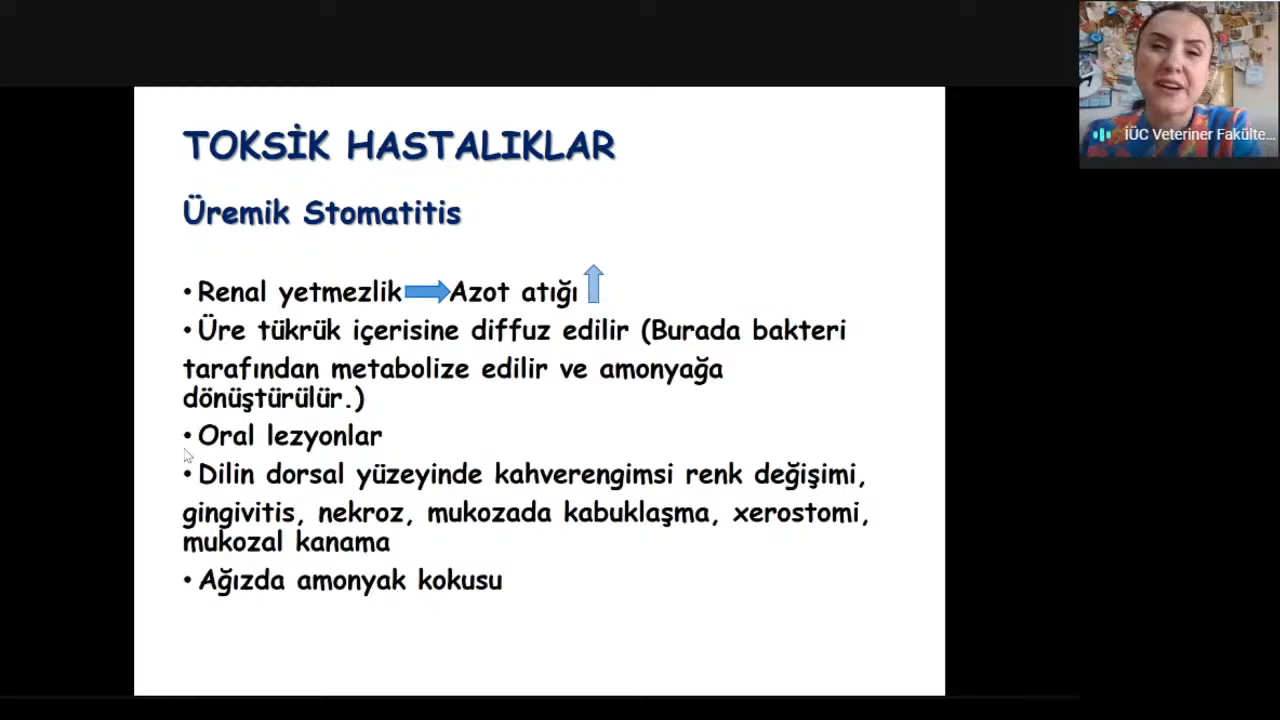 İÜC Veteriner Fakülte...
TOKSİK HASTALIKLAR
Üremik Stomatitis
• Renal yetmezlik Azot atığı
• Üre tükrük içerisine diffuz edilir (Burada bakteri
tarafından metabolize edilir ve amonyağa
dönüştürülür.)
• Oral lezyonlar
• Dilin dorsal yüzeyinde kahverengimsi renk değişimi,
gingivitis, nekroz, mukozada kabuklaşma, xerostomi,
mukozal kanama
• Ağızda amonyak kokusu